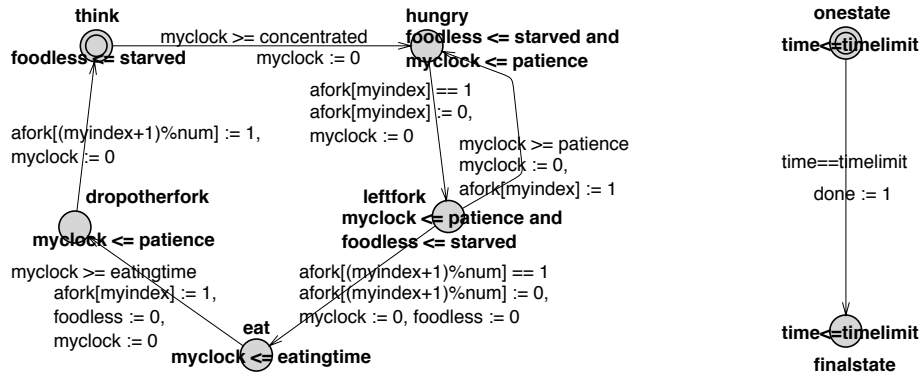 think
foodless <= starved
myclock >= concentrated
myclock := 0
hungry
foodless <= starved and
myclock <= patience
afork[myindex] == 1
afork[myindex] := 0,
myclock := 0
myclock >= patience
myclock := 0,
afork[myindex] := 1
afork[(myindex+1)%num] := 1,
myclock := 0
dropotherfork
myclock <= patience
leftfork
myclock <= patience and
foodless <= starved
myclock >= eatingtime
afork[myindex] := 1,
foodless := 0,
myclock := 0
afork[(myindex+1)%num] == 1
afork[(myindex+1)%num] := 0,
myclock := 0, foodless := 0
eat
myclock <= eatingtime
onestate
time<=timelimit
time==timelimit
done := 1
time<=timelimit
finalstate